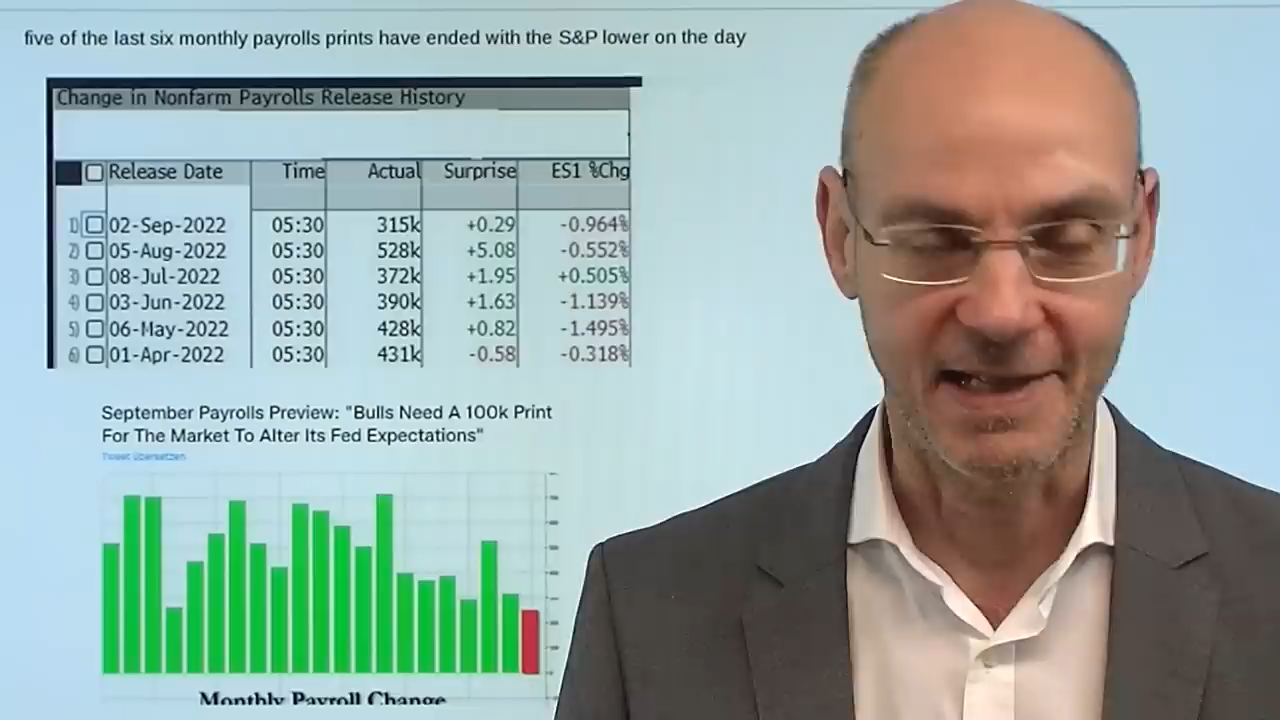 five of the last six monthly payrolls prints have ended with the S&P lower on the day
Change in Nonfarm Payrolls Release History
Release Date Time Actual Surprise ES1 %Chg
1) 02-Sep-2022 05:30 315k +0.29 -0.964%
2) 05-Aug-2022 05:30 528k +5.08 -0.552%
3) 08-Jul-2022 05:30 372k +1.95 +0.505%
4) 03-Jun-2022 05:30 390k +1.63 -1.139%
5) 06-May-2022 05:30 428k +0.82 -1.495%
6) 01-Apr-2022 05:30 431k -0.58 -0.318%
September Payrolls Preview: "Bulls Need A 100k Print
For The Market To Alter Its Fed Expectations"
Tweet übersetzen
Monthly Payroll Change